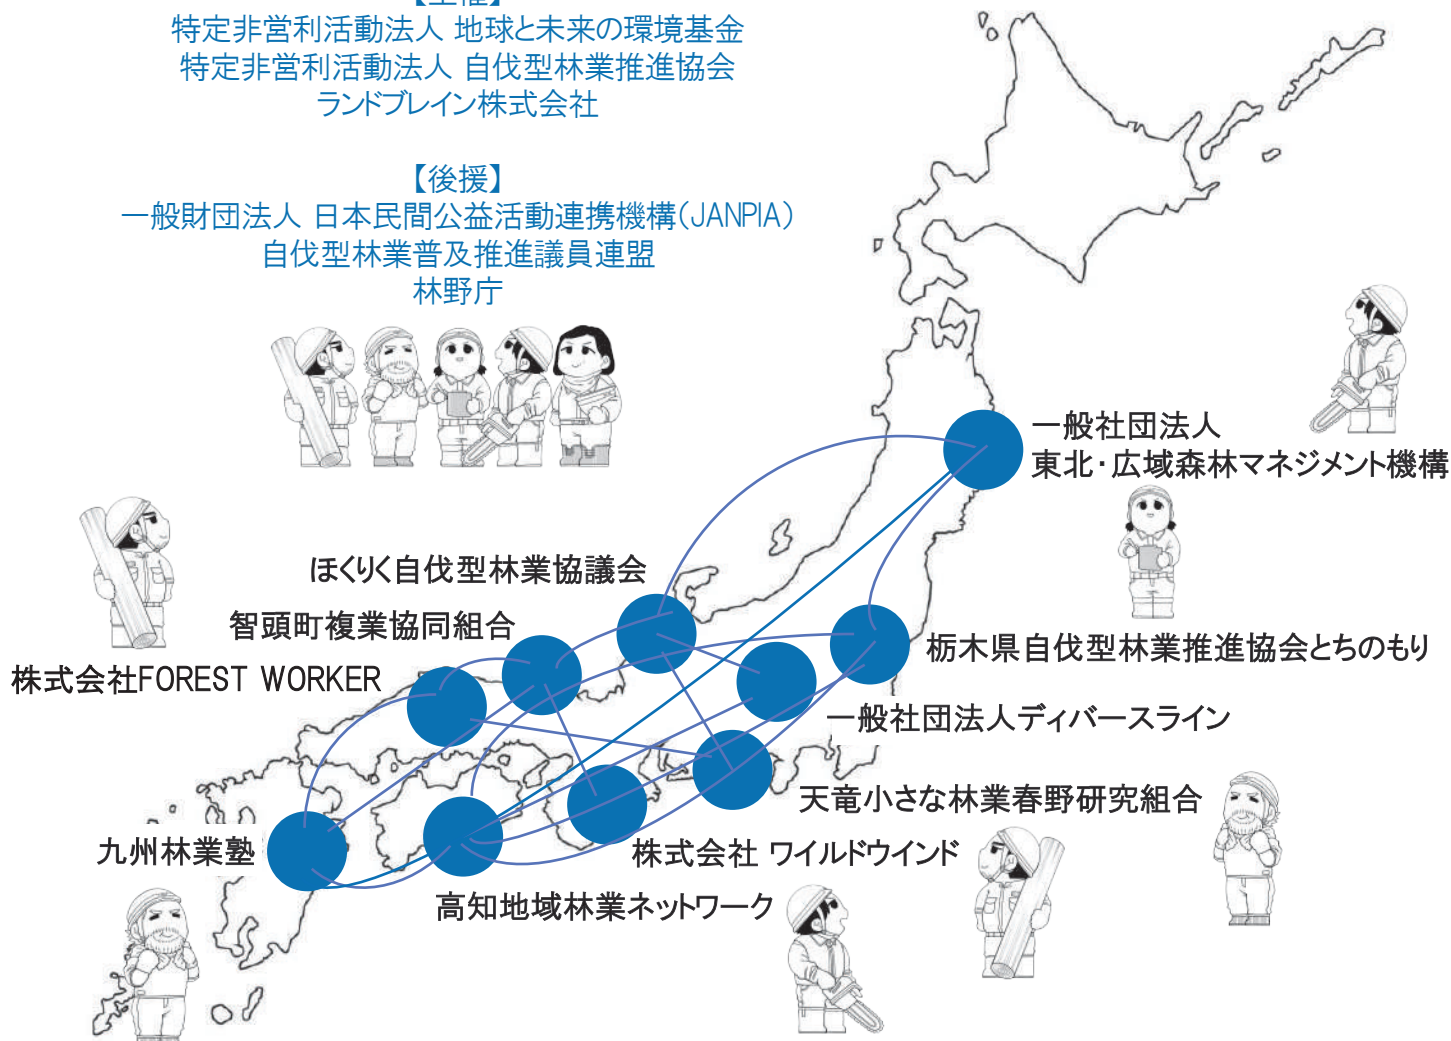 【主催】
特定非営利活動法人 地球と未来の環境基金
特定非営利活動法人 自伐型林業推進協会
ランドブレイン株式会社
【後援】
一般財団法人 日本民間公益活動連携機構（JANPIA）
自伐型林業普及推進議員連盟
林野庁
一般社団法人
東北・広域森林マネジメント機構
ほくりく自伐型林業協議会
智頭町複業協同組合
株式会社FOREST WORKER
栃木県自伐型林業推進協会とちのもり
一般社団法人ディバースライン
天竜小さな林業春野研究組合
九州林業塾
株式会社 ワイルドウインド
高知地域林業ネットワーク